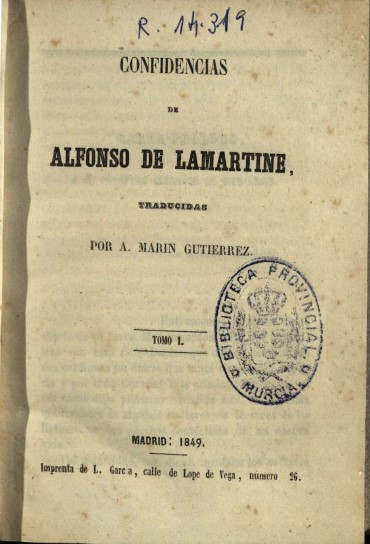 R. 14.319
CONFIDENCIAS
DE
ALFONSO DE LAMARTINE,
TRADUCIDAS
POR A. MARIN GUTIERREZ.
TOMO I.
BIBLIOTECA PROVINCIAL
MURCIA
MADRID: 1849.
Imprenta de L. Garcia, calle de Lope de Vega, número 26.